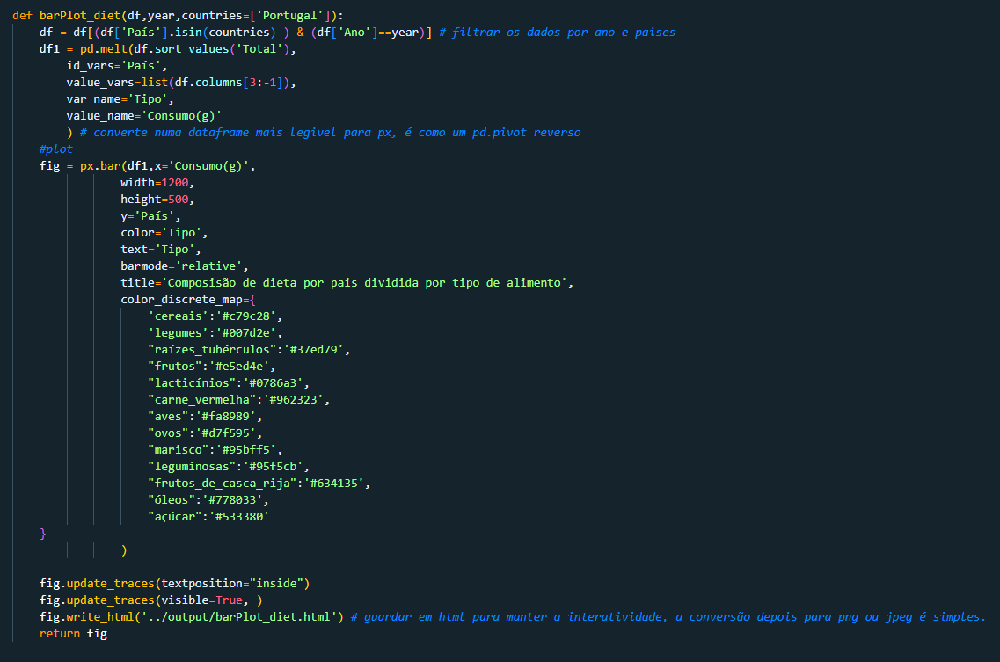 def barPlot_diet(df,year,countries=['Portugal']):
    df = df[(df['País'].isin(countries) ) & (df['Ano']==year)] # filtrar os dados por ano e paises
    df1 = pd.melt(df.sort_values('Total'),
        id_vars='País',
        value_vars=list(df.columns[3:-1]),
        var_name='Tipo',
        value_name='Consumo(g)'
        ) # converte numa dataframe mais legivel para px, é como um pd.pivot reverso
    #plot
    fig = px.bar(df1,x='Consumo(g)',
                width=1200,
                height=500,
                y='País',
                color='Tipo',
                text='Tipo',
                barmode='relative',
                title='Composisão de dieta por pais dividida por tipo de alimento',
                color_discrete_map={
                    'cereais':'#c79c28',
                    'legumes':'#007d2e',
                    "raízes_tubérculos":'#37ed79',
                    "frutos":'#e5ed4e',
                    "lacticínios":'#0786a3',
                    "carne_vermelha":'#962323',
                    "aves":'#fa8989',
                    "ovos":'#d7f595',
                    "marisco":'#95bff5',
                    "leguminosas":'#95f5cb',
                    "frutos_de_casca_rija":'#634135',
                    "óleos":'#778033',
                    "açúcar":'#533380'
    }
                )
    fig.update_traces(textposition="inside")
    fig.update_traces(visible=True, )
    fig.write_html('../output/barPlot_diet.html') # guardar em html para manter a interatividade, a conversão depois para png ou jpeg é simples.
    return fig